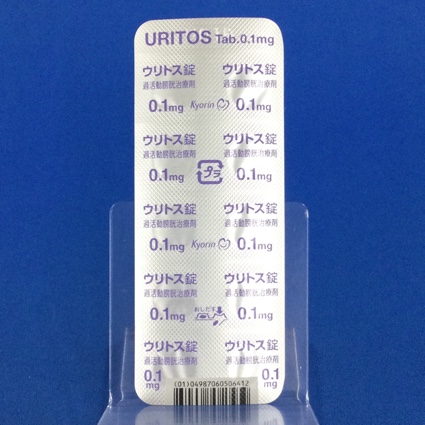 URITOS Tab.0.1mg
ウリトス錠 ウリトス錠
過活動膀胱治療剤 過活動膀胱治療剤
0.1mg Kyorin 0.1mg
ウリトス錠 ウリトス錠
過活動膀胱治療剤 過活動膀胱治療剤
0.1mg プラ 0.1mg
ウリトス錠 ウリトス錠
過活動膀胱治療剤 過活動膀胱治療剤
0.1mg Kyorin 0.1mg
ウリトス錠 ウリトス錠
過活動膀胱治療剤 おしだす 過活動膀胱治療剤
0.1mg 0.1mg
ウリトス錠 ウリトス錠
過活動膀胱治療剤 過活動膀胱治療剤
0.1 0.1
mg mg
(01)04987060506412